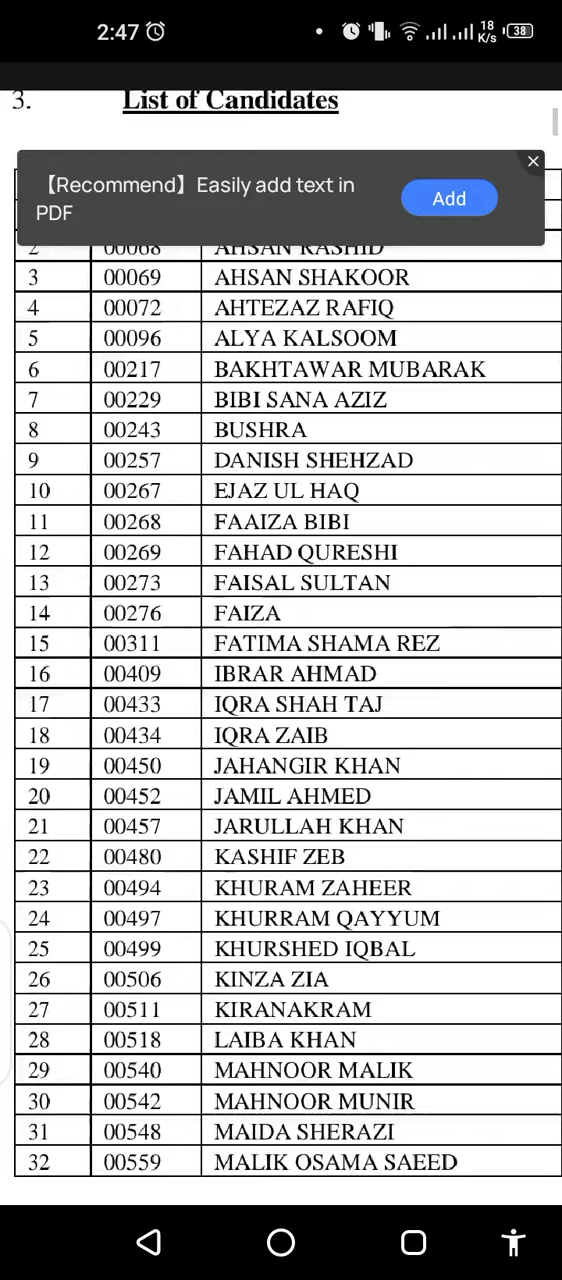 2:47
18
K/s
38
3. List of Candidates
【Recommend】Easily add text in
PDF
Add
2 00068 AHSAN RASHID
3 00069 AHSAN SHAKOOR
4 00072 AHTEZAZ RAFIQ
5 00096 ALYA KALSOOM
6 00217 BAKHTAWAR MUBARAK
7 00229 BIBI SANA AZIZ
8 00243 BUSHRA
9 00257 DANISH SHEHZAD
10 00267 EJAZ UL HAQ
11 00268 FAAIZA BIBI
12 00269 FAHAD QURESHI
13 00273 FAISAL SULTAN
14 00276 FAIZA
15 00311 FATIMA SHAMA REZ
16 00409 IBRAR AHMAD
17 00433 IQRA SHAH TAJ
18 00434 IQRA ZAIB
19 00450 JAHANGIR KHAN
20 00452 JAMIL AHMED
21 00457 JARULLAH KHAN
22 00480 KASHIF ZEB
23 00494 KHURAM ZAHEER
24 00497 KHURRAM QAYYUM
25 00499 KHURSHED IQBAL
26 00506 KINZA ZIA
27 00511 KIRANAKRAM
28 00518 LAIBA KHAN
29 00540 MAHNOOR MALIK
30 00542 MAHNOOR MUNIR
31 00548 MAIDA SHERAZI
32 00559 MALIK OSAMA SAEED